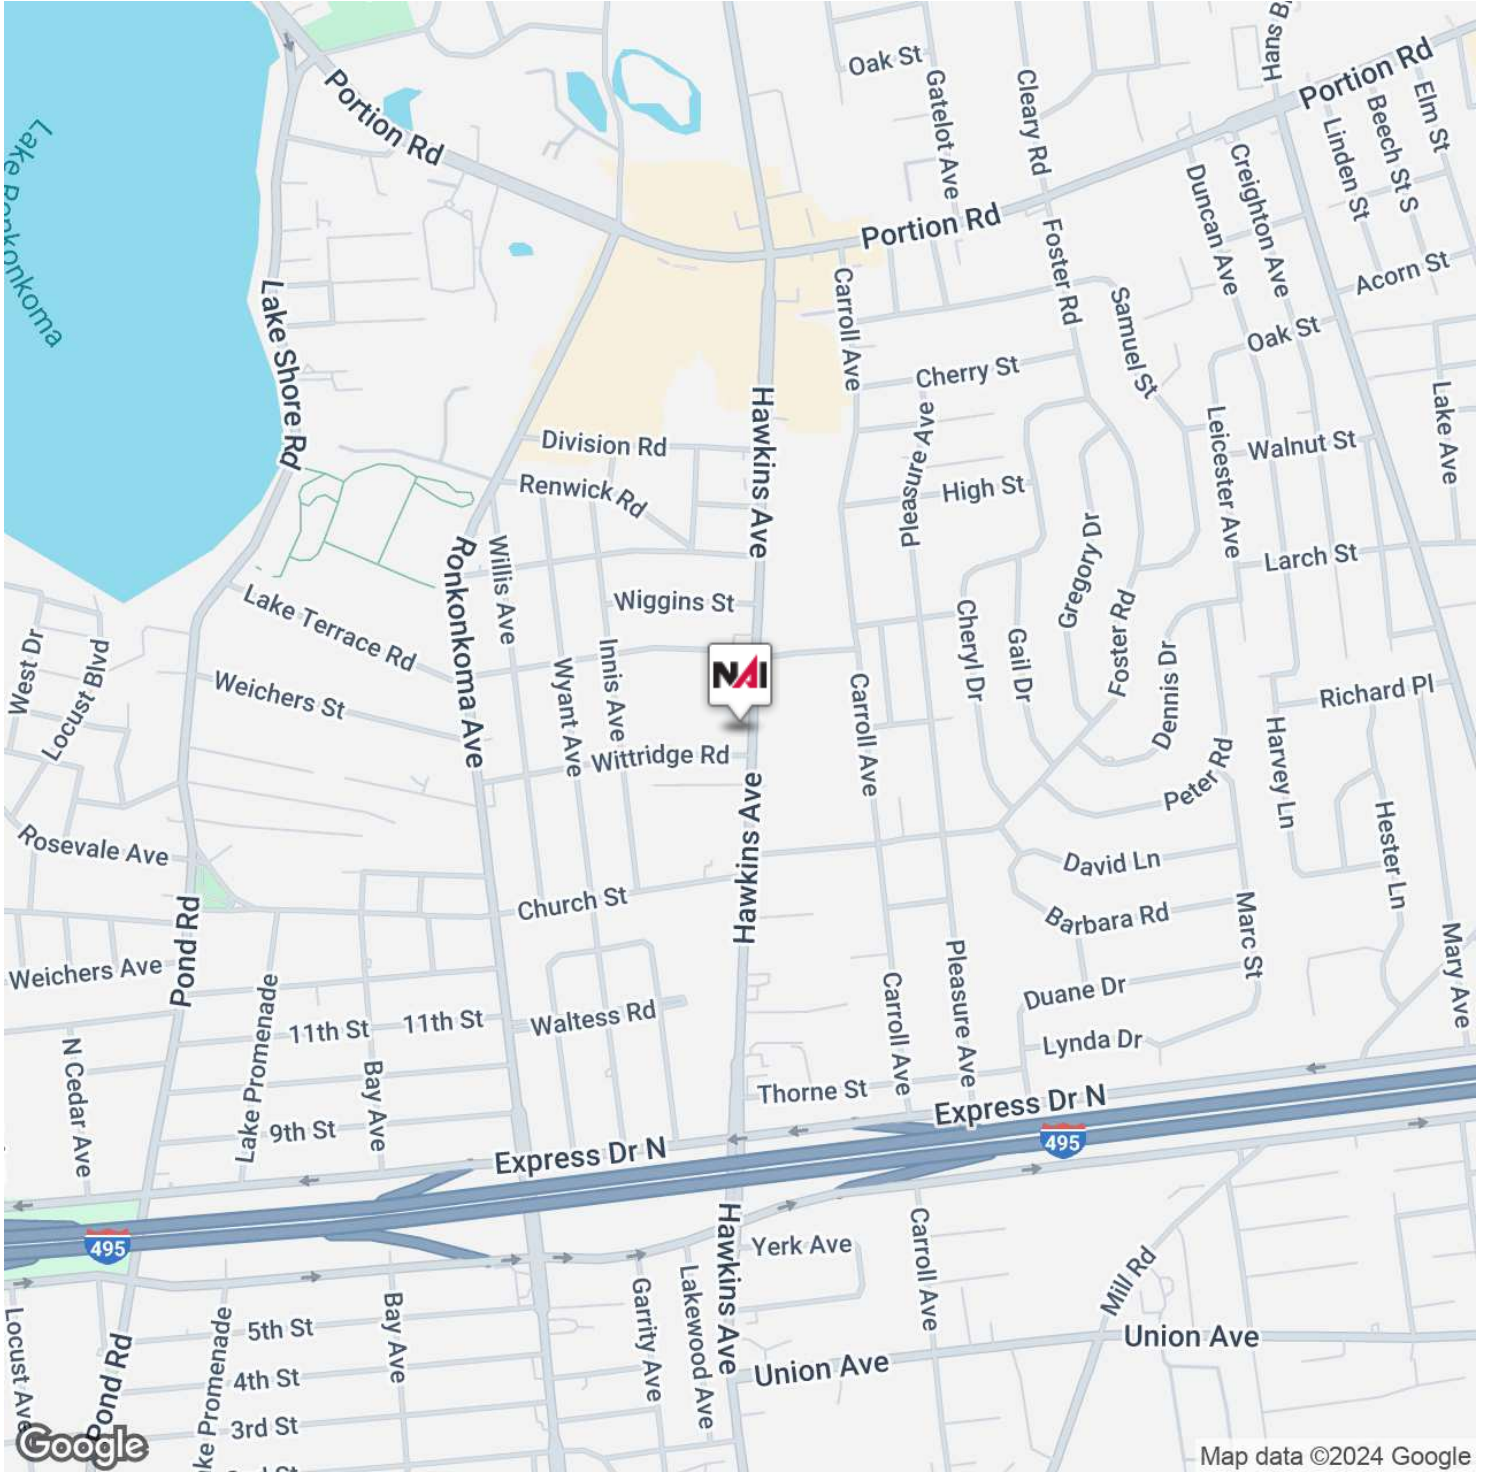 Oak St
Hans B
Portion Rd
Elm St
Beech St S
Linden St
Cleary Rd
Gatelot Ave
Portion Rd
Lake Ronkonkoma
Creighton Ave
Duncan Ave
Portion Rd
Foster Rd
Acorn St
Samuel St
Carroll Ave
Lake Shore Rd
Oak St
Cherry St
Hawkins Ave
Lake Ave
Pleasure Ave
Leicester Ave
Walnut St
Division Rd
Renwick Rd
High St
Gregory Dr
Ronkonkoma Ave
Willis Ave
Larch St
Wiggins St
Lake Terrace Rd
Foster Rd
Cheryl Dr
Gail Dr
Dennis Dr
West Dr
Locust Blvd
Innis Ave
Wyant Ave
NAI
Carroll Ave
Weichers St
Richard Pl
Harvey Ln
Peter Rd
Wittridge Rd
Hawkins Ave
Hester Ln
Rosevale Ave
David Ln
Church St
Barbara Rd
Marc St
Pond Rd
Mary Ave
Pleasure Ave
Weichers Ave
Lake Promenade
Carroll Ave
Duane Dr
11th St
11th St
Waltess Rd
Lynda Dr
N Cedar Ave
Bay Ave
Thorne St
Express Dr N
9th St
495
Express Dr N
495
Hawkins Ave
Yerk Ave
Carroll Ave
Mill Rd
Lakewood Ave
Garrity Ave
Bay Ave
Locust Ave
Pond Rd
ke Promenade
5th St
Union Ave
Union Ave
4th St
3rd St
Google
Map data ©2024 Google